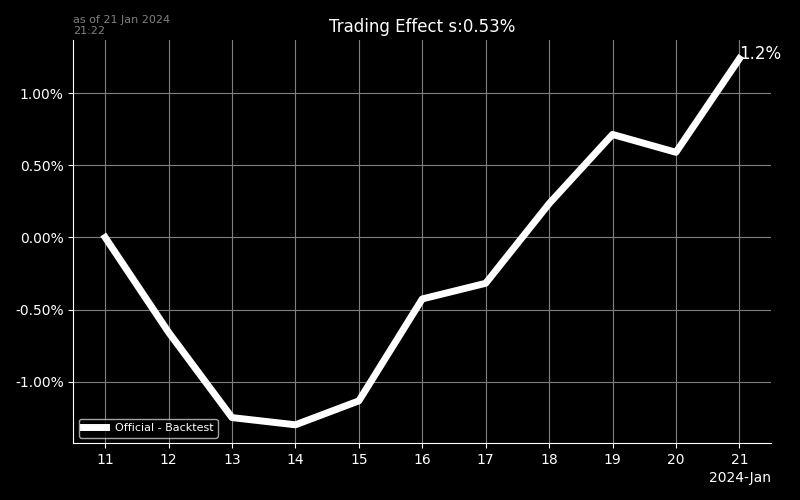 as of 21 Jan 2024
21:22
Trading Effect s:0.53%
1.2%
1.00%
0.50%
0.00%
-0.50%
-1.00%
Official - Backtest
11 12 13 14 15 16 17 18 19 20 21
2024-Jan